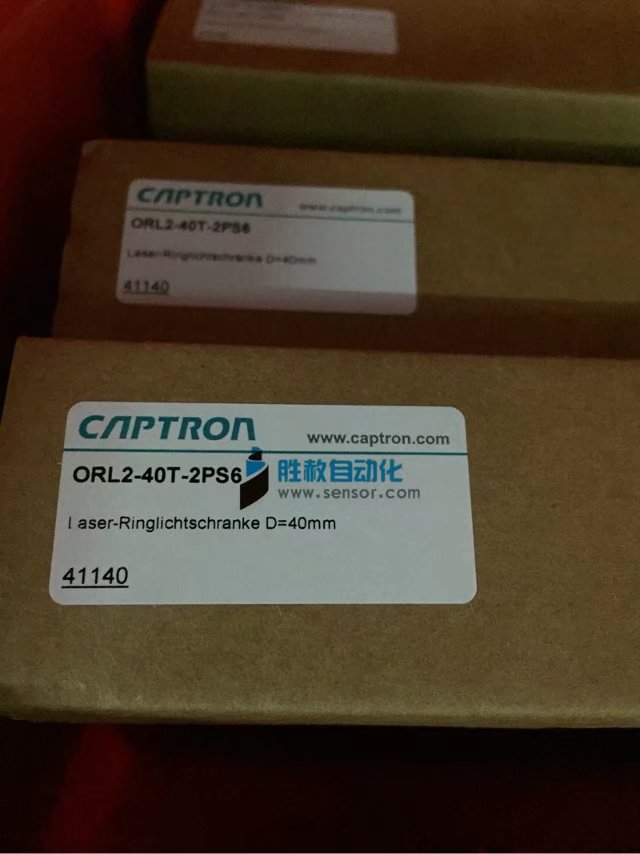 CAPTRON
www.captron.com
ORL2-40T-2PS6
Laser-Ringlichtschranke D=40mm
41140
CAPTRON www.captron.com
ORL2-40T-2PS6
胜赦自动化
www.sensor.com
Laser-Ringlichtschranke D=40mm
41140